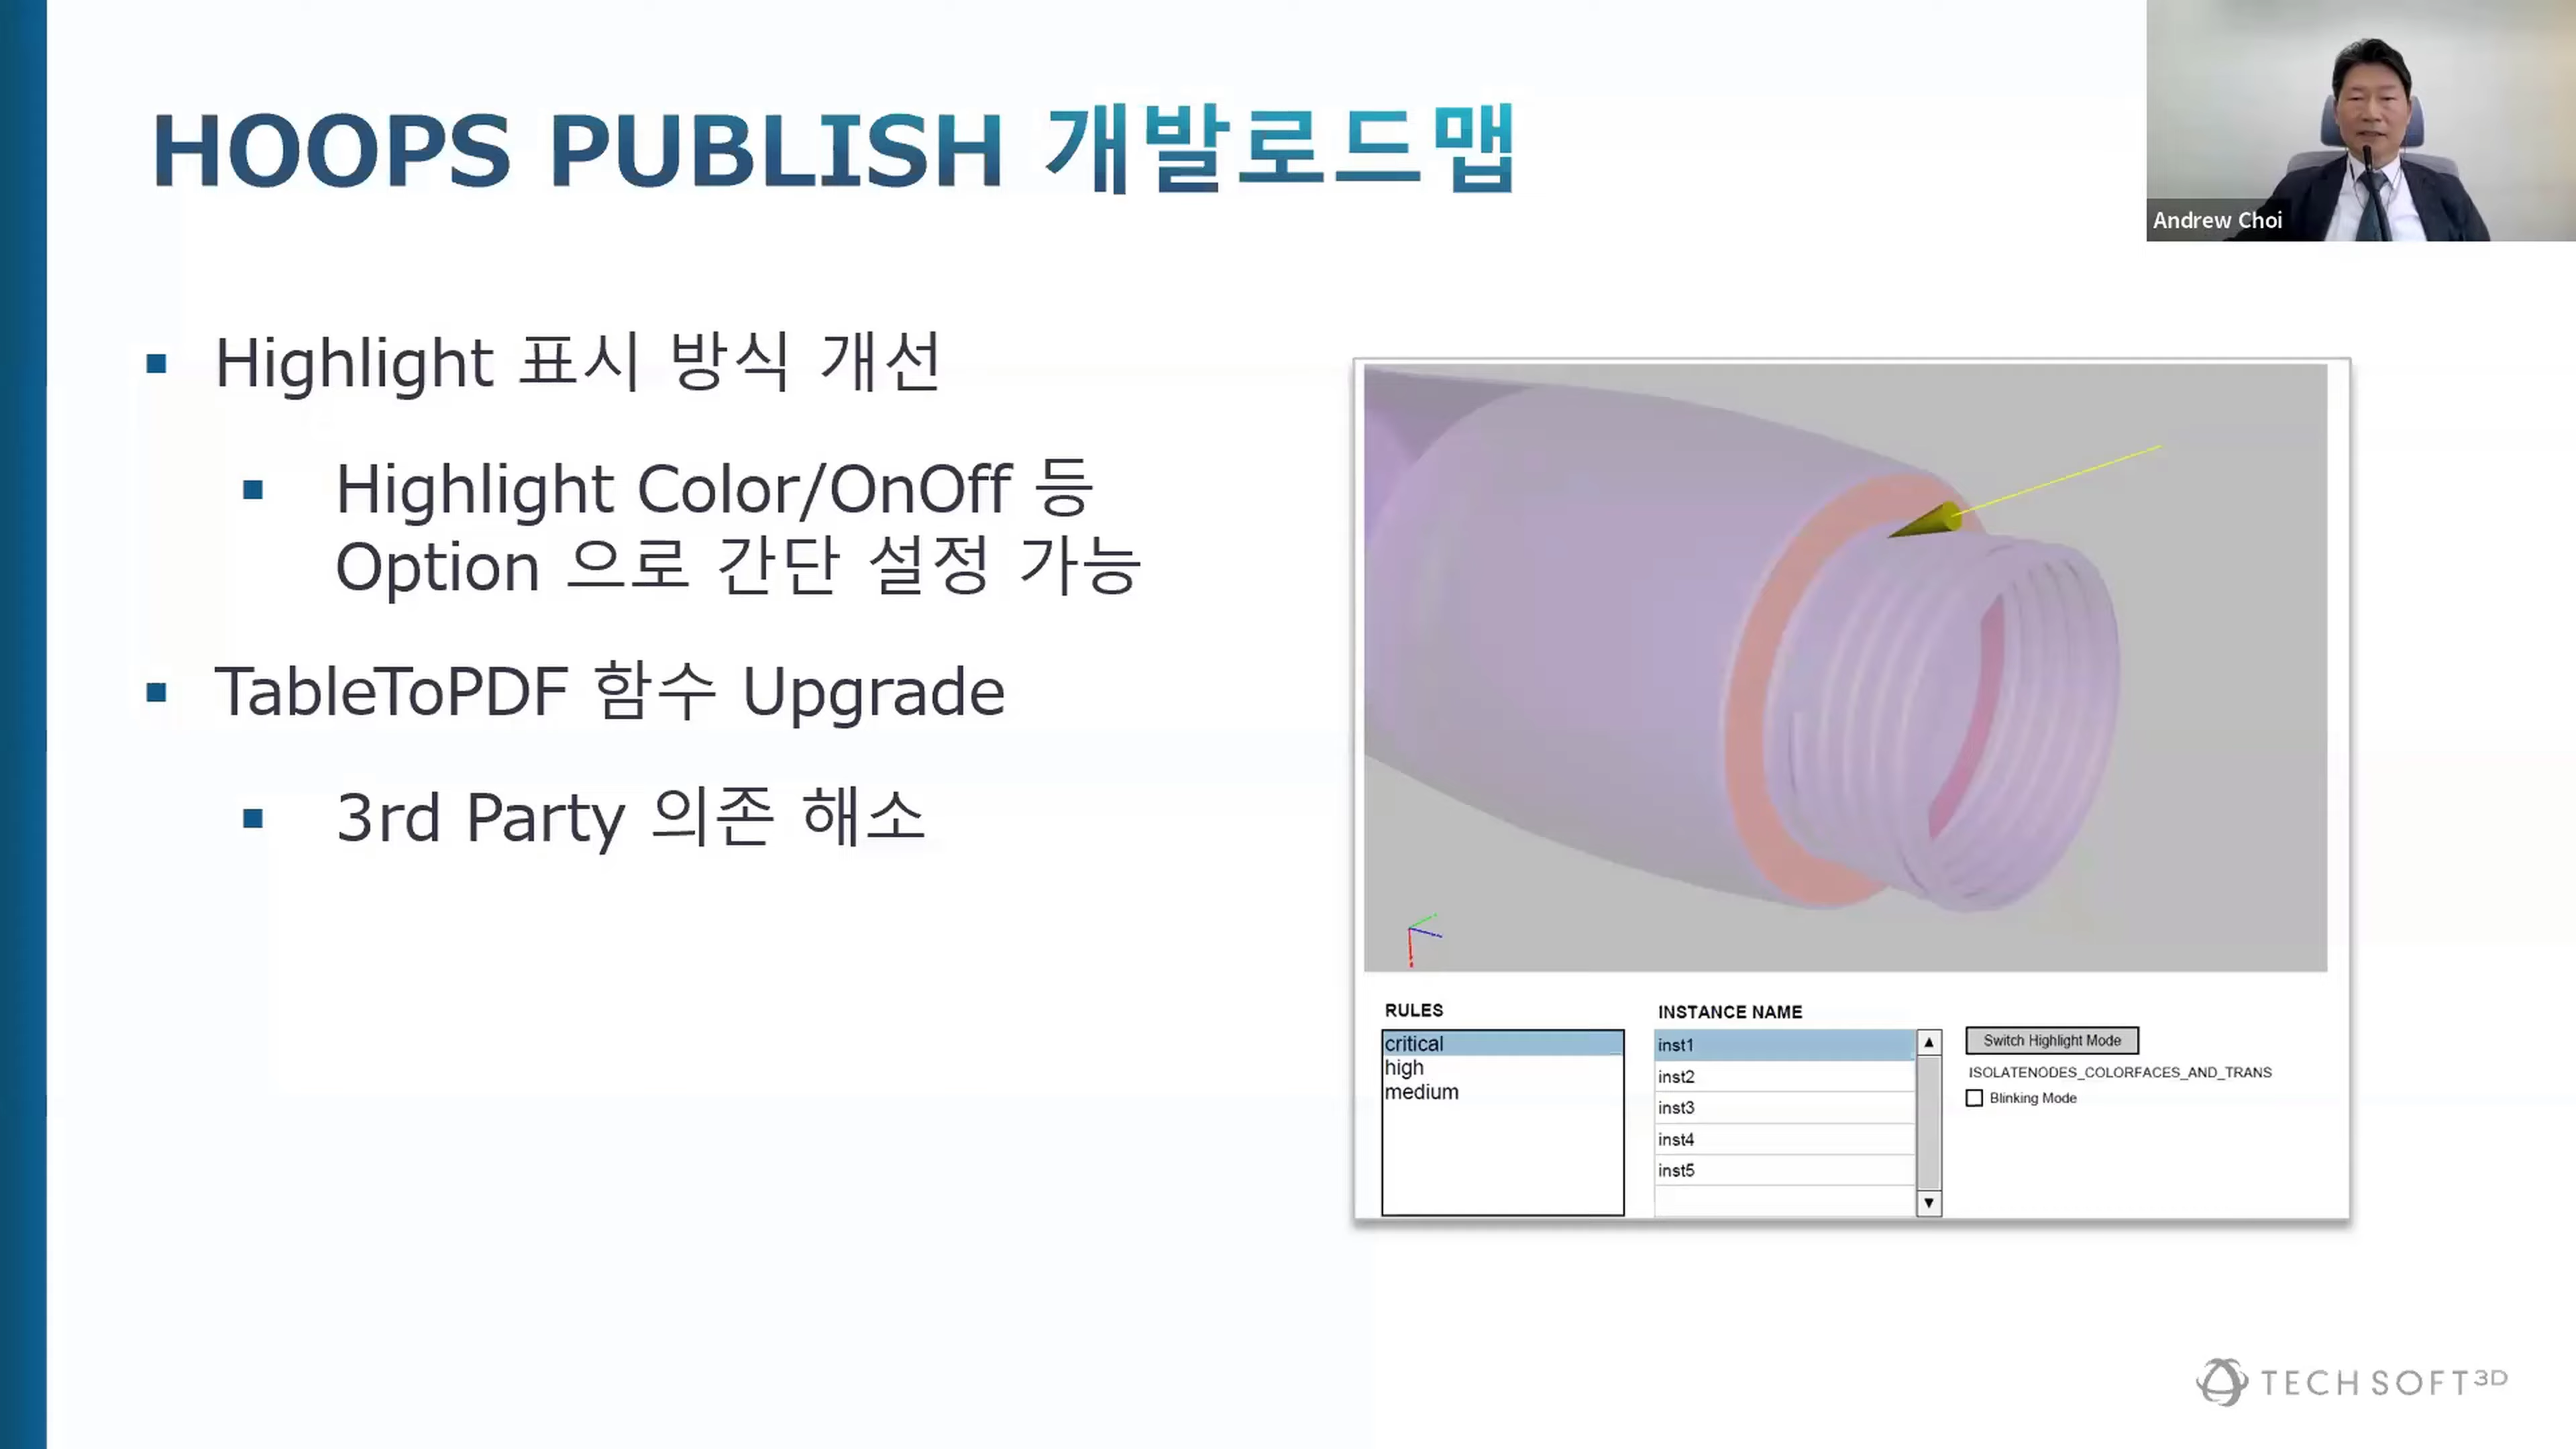 HOOPS PUBLISH 개발로드맵
Andrew Choi
Highlight 표시 방식 개선
Highlight Color/OnOff 등
Option 으로 간단 설정 가능
TableToPDF 함수 Upgrade
3rd Party 의존 해소
RULES
critical
high
medium
INSTANCE NAME
inst1
inst2
inst3
inst4
inst5
Switch Highlight Mode
ISOLATENODES_COLORFACES_AND_TRANS
Blinking Mode
TECH SOFT 3D